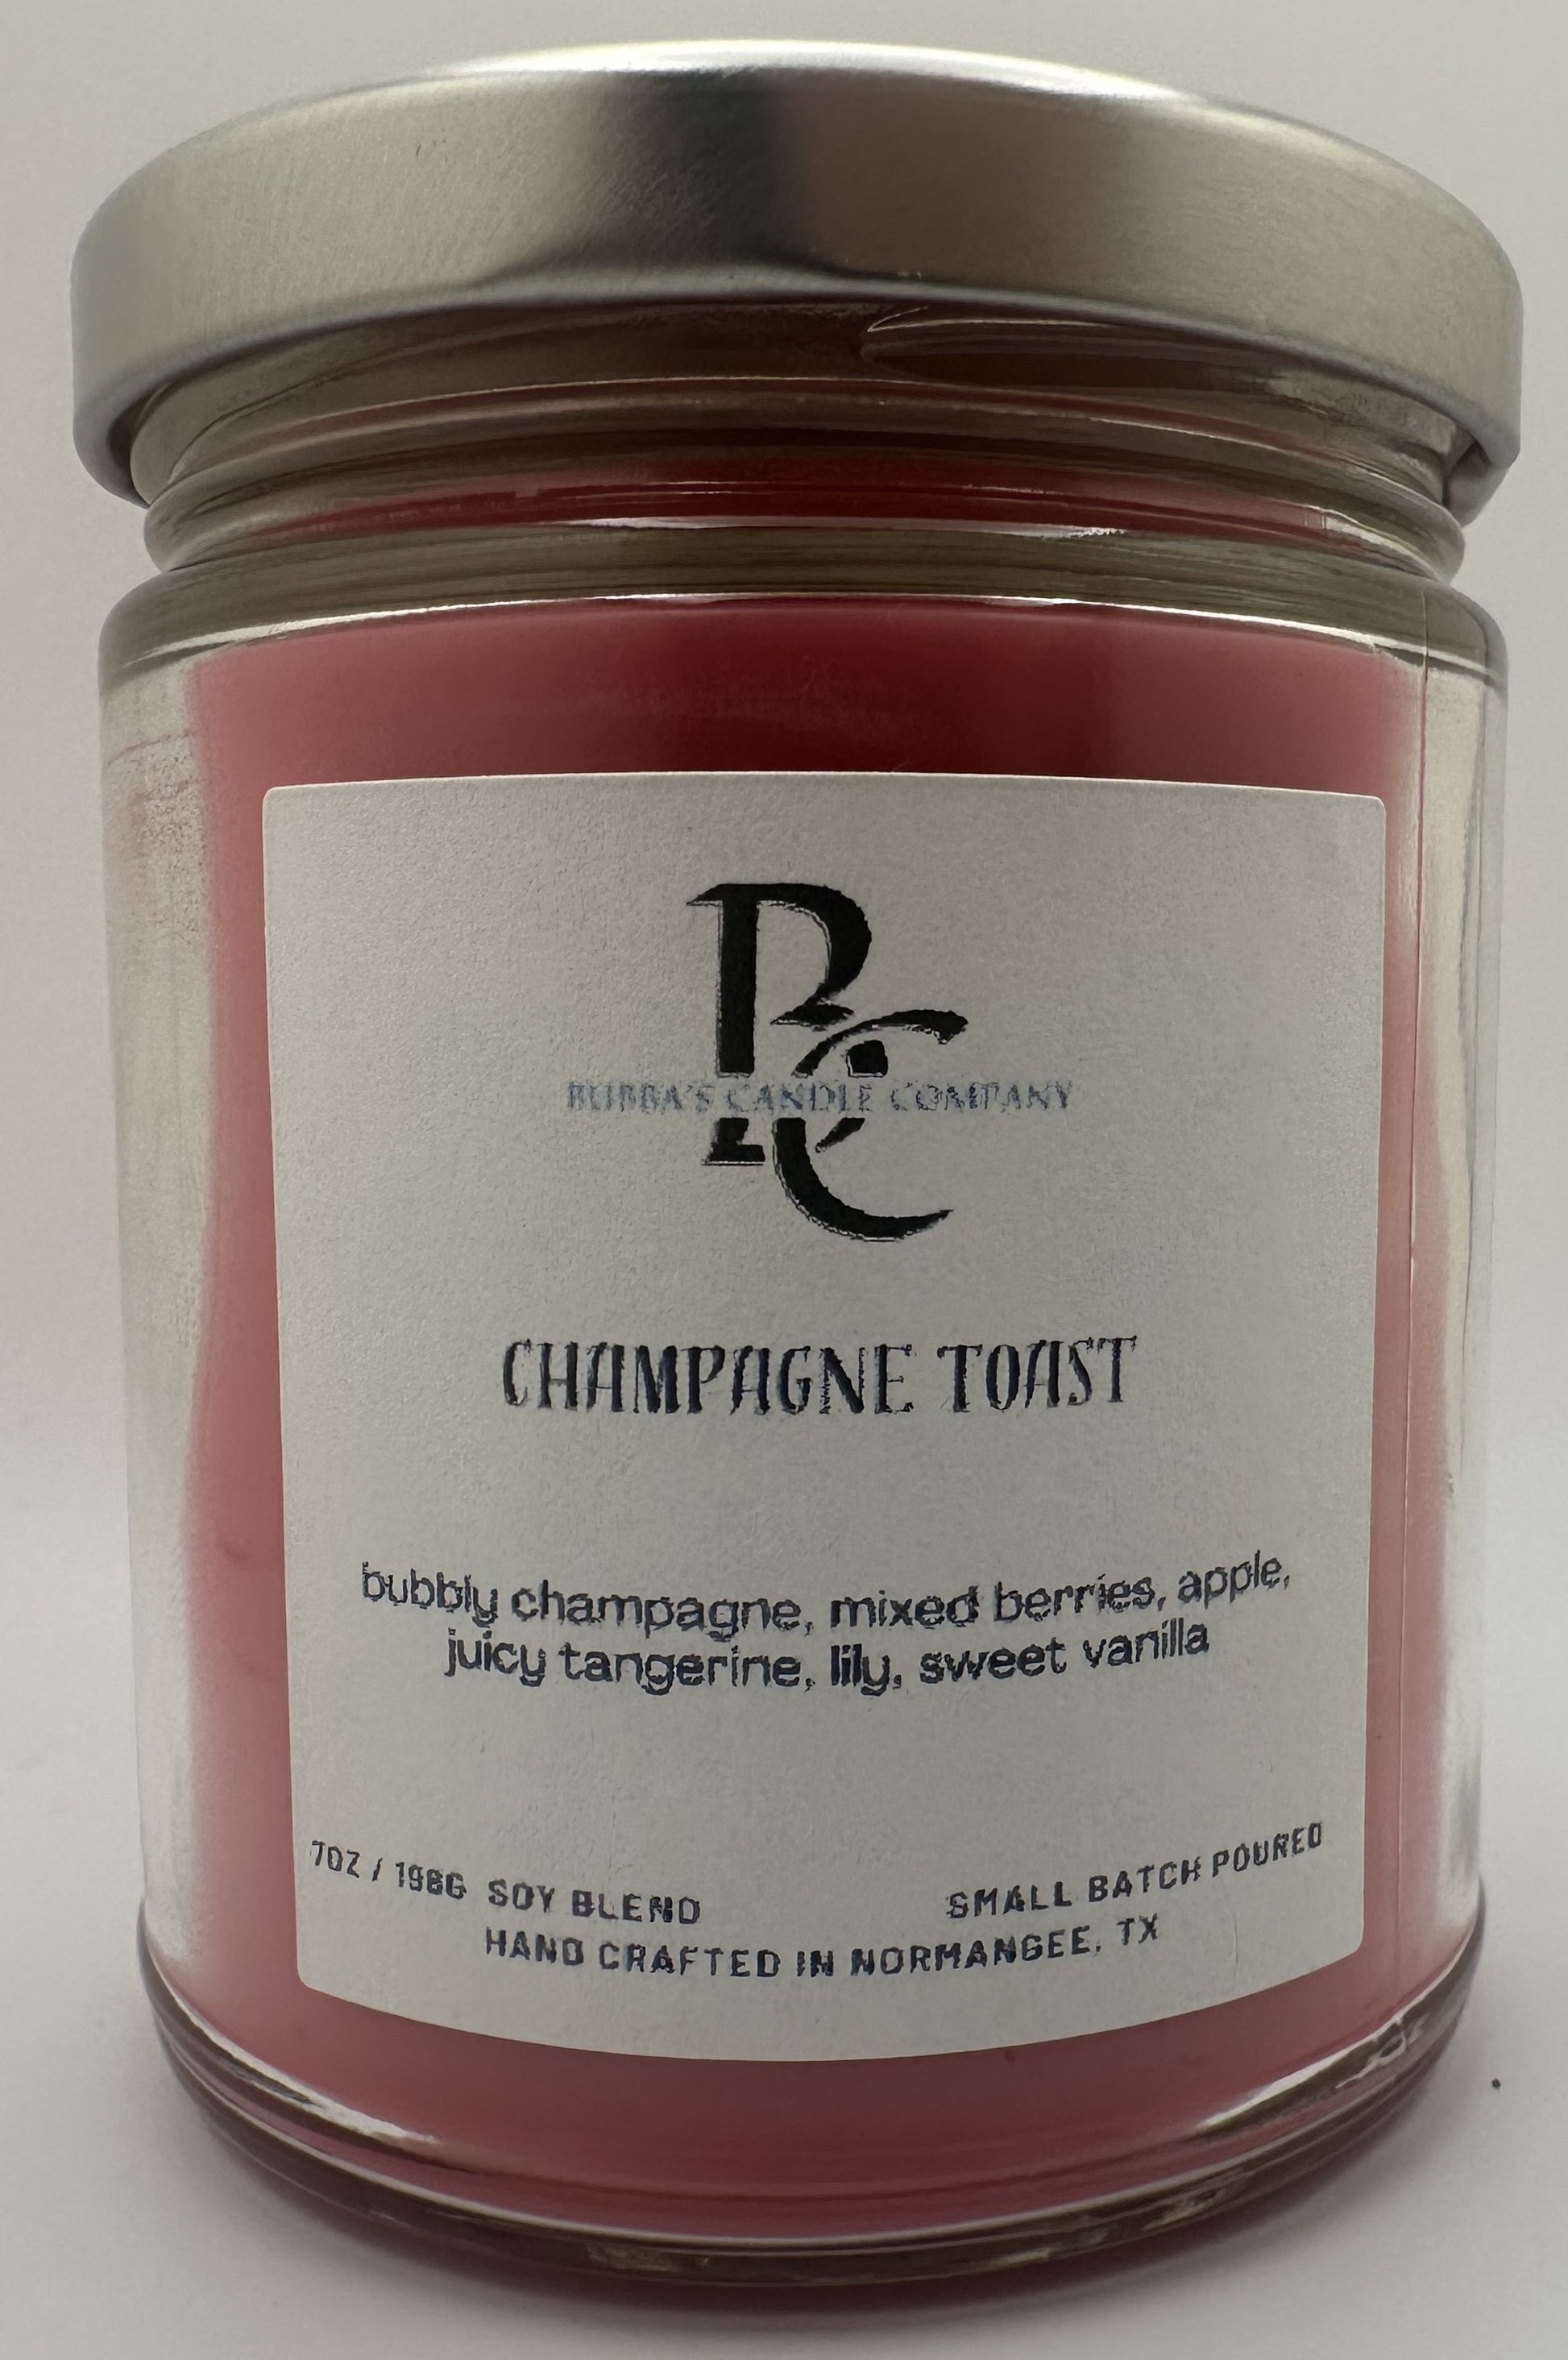 BC
BUBBA'S CANDLE COMPANY
CHAMPAGNE TOAST
bubbly champagne, mixed berries, apple,
juicy tangerine, lily, sweet vanilla
7OZ / 198G SOY BLEND SMALL BATCH POURED
HAND CRAFTED IN NORMANGEE, TX